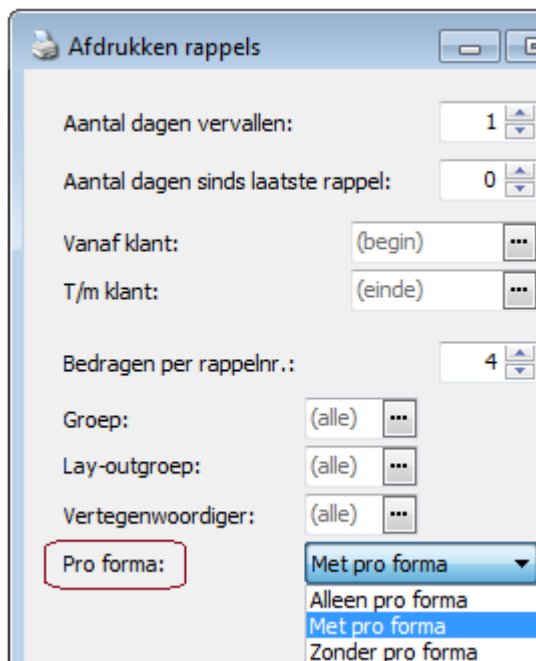 Afdrukken rappels
Aantal dagen vervallen: 1
Aantal dagen sinds laatste rappel: 0
Vanaf klant: (begin) ...
T/m klant: (einde) ...
Bedragen per rappelnr.: 4
Groep: (alle) ...
Lay-outgroep: (alle) ...
Vertegenwoordiger: (alle) ...
Pro forma: Met pro forma
Alleen pro forma
Met pro forma
Zonder pro forma